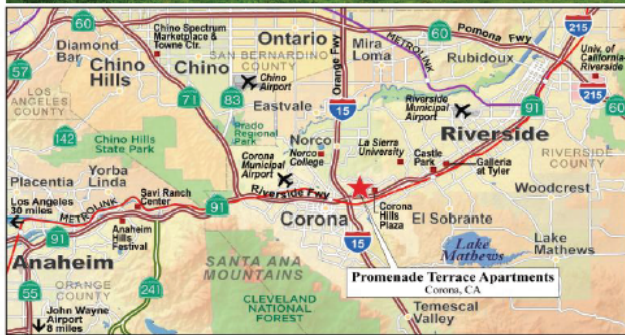 60
Diamond
Bar
Chino Spectrum
Marketplace &
Towne Ctr.
Ontario
SAN BERNARDINO
COUNTY
Orange Fwy
Mira
Loma
METROLINK
60
Pomona Fwy
Rubidoux
215
Univ. of
California-
Riverside
57
Chino
Hills
Chino
Chino
Airport
LOS
ANGELES
COUNTY
71
83
Eastvale
15
Riverside
Municipal
Airport
91
215
60
142
Chino Hills
State Park
Prado
Regional
Park
Norco
Norco
College
La Sierra
University
Castle
Park
Riverside
Galleria
at Tyler
RIVERSIDE
COUNTY
Corona
Municipal
Airport
Placentia
Yorba
Linda
Savi Ranch
Center
Riverside Fwy
Woodcrest
Los Angeles
30 miles
METROLINK
91
Corona
Corona
Hills
Plaza
El Sobrante
91
Anaheim
Hills
Festival
15
Lake
Mathews
Lake
Mathews
Anaheim
SANTA ANA
MOUNTAINS
Promenade Terrace Apartments
Corona, CA
ORANGE
COUNTY
55
241
CLEVELAND
NATIONAL
FOREST
Temescal
Valley
John Wayne
Airport
8 miles